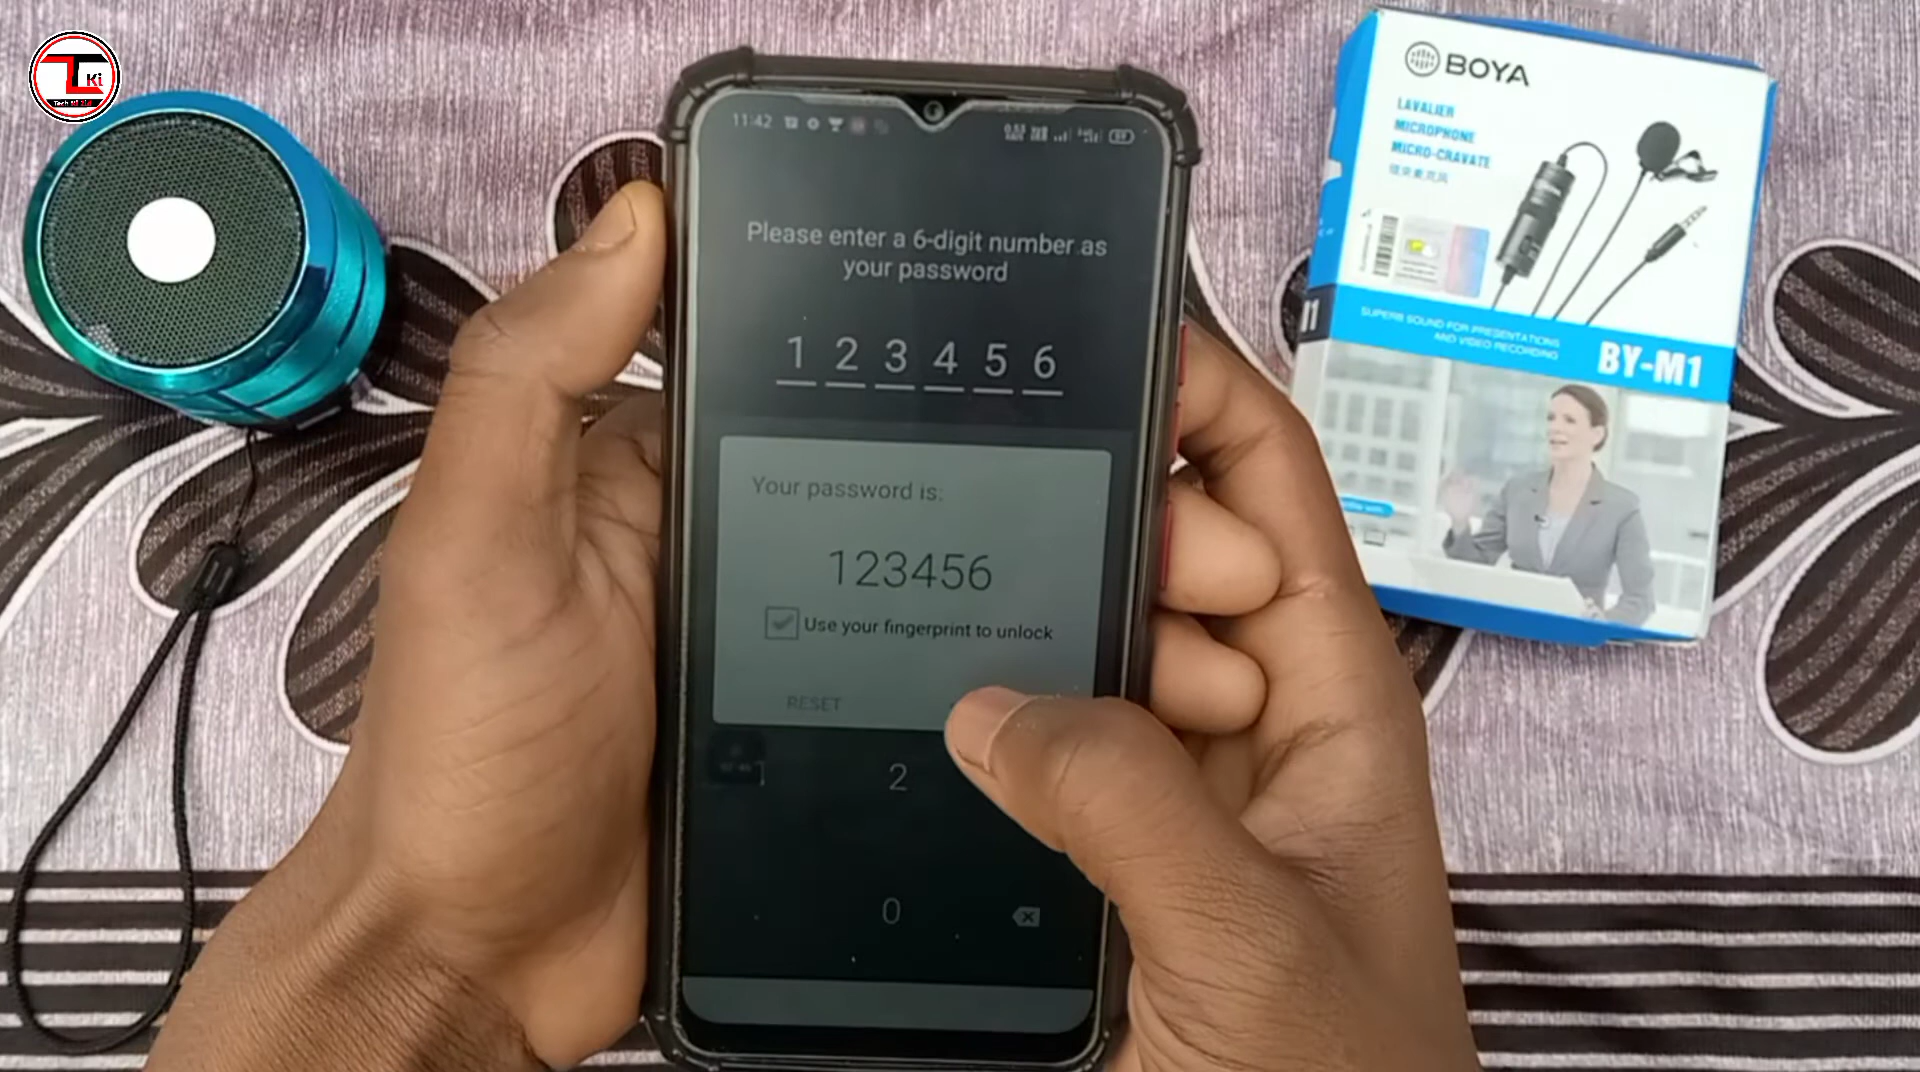 TZ Ki
11:42
Please enter a 6-digit number as
your password
1 2 3 4 5 6
Your password is:
123456
Use your fingerprint to unlock
RESET
2
0
BOYA
LAVALIER
MICROPHONE
MICRO-CRAVATE
SUPERB SOUND FOR PRESENTATIONS
AND VIDEO RECORDING
BY-M1